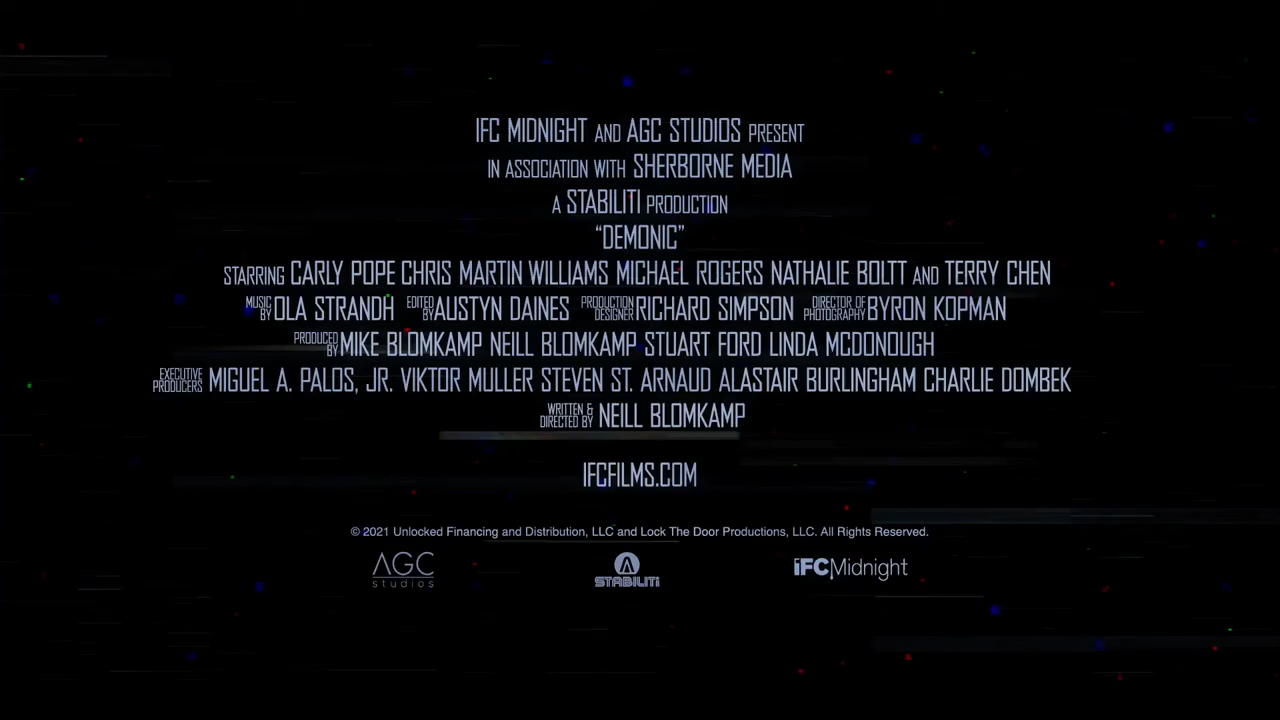 IFC MIDNIGHT AND AGC STUDIOS PRESENT
IN ASSOCIATION WITH SHERBORNE MEDIA
A STABILITI PRODUCTION
“DEMONIC”
STARRING CARLY POPE CHRIS MARTIN WILLIAMS MICHAEL ROGERS NATHALIE BOLTT AND TERRY CHEN
MUSIC BY OLA STRANDH EDITED BY AUSTYN DAINES PRODUCTION DESIGNER RICHARD SIMPSON DIRECTOR OF PHOTOGRAPHY BYRON KOPMAN
PRODUCED BY MIKE BLOMKAMP NEILL BLOMKAMP STUART FORD LINDA MCDONOUGH
EXECUTIVE PRODUCERS MIGUEL A. PALOS, JR. VIKTOR MULLER STEVEN ST. ARNAUD ALASTAIR BURLINGHAM CHARLIE DOMBEK
WRITTEN & DIRECTED BY NEILL BLOMKAMP
IFCFILMS.COM
© 2021 Unlocked Financing and Distribution, LLC and Lock The Door Productions, LLC. All Rights Reserved.
AGC studios
STABILITI
IFC Midnight